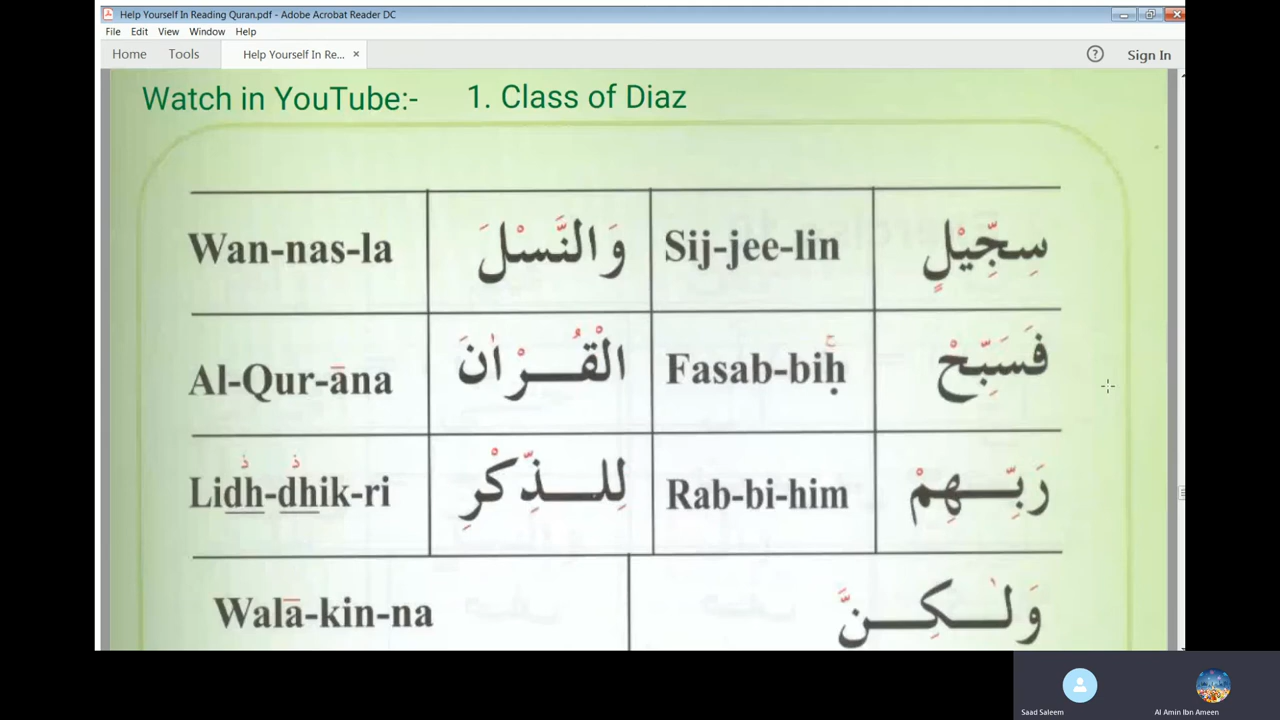 Help Yourself In Reading Quran.pdf - Adobe Acrobat Reader DC
File Edit View Window Help
Home Tools Help Yourself In Re... × ? Sign In
Watch in YouTube:- 1. Class of Diaz
Wan-nas-la وَالنَّسْلَ Sij-jee-lin سِجِّيْلٍ
Al-Qur-āna الْقُرْاٰنَ Fasab-biḥ ح فَسَبِّحْ
ذ ذ
Lidh-dhik-ri لِلذِّكْرِ Rab-bi-him رَبِّهِمْ
Walā-kin-na وَلٰكِنَّ
Saad Saleem Al Amin Ibn Ameen